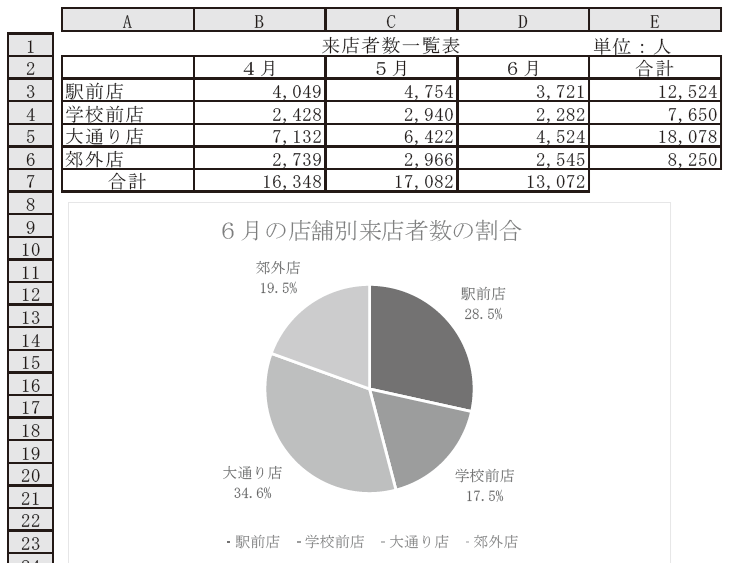 A B C D E
1 来店者数一覧表 単位：人
2 4月 5月 6月 合計
3 駅前店 4,049 4,754 3,721 12,524
4 学校前店 2,428 2,940 2,282 7,650
5 大通り店 7,132 6,422 4,524 18,078
6 郊外店 2,739 2,966 2,545 8,250
7 合計 16,348 17,082 13,072
8
9 6月の店舗別来店者数の割合
10
11 郊外店
12 19.5% 駅前店
13 28.5%
14
15
16
17
18
19
20 大通り店 学校前店
21 34.6% 17.5%
22
23 - 駅前店 - 学校前店 - 大通り店 - 郊外店